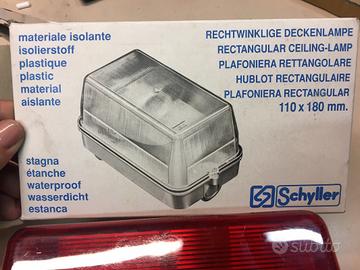 materiale isolante
isolierstoff
plastique
plastic
material
aislante
RECHTWINKLIGE DECKENLAMPE
RECTANGULAR CEILING-LAMP
PLAFONIERA RETTANGOLARE
HUBLOT RECTANGULAIRE
PLAFONIERA RECTANGULAR
110 x 180 mm.
stagna
étanche
waterproof
wasserdicht
estanca
Schyller
subito